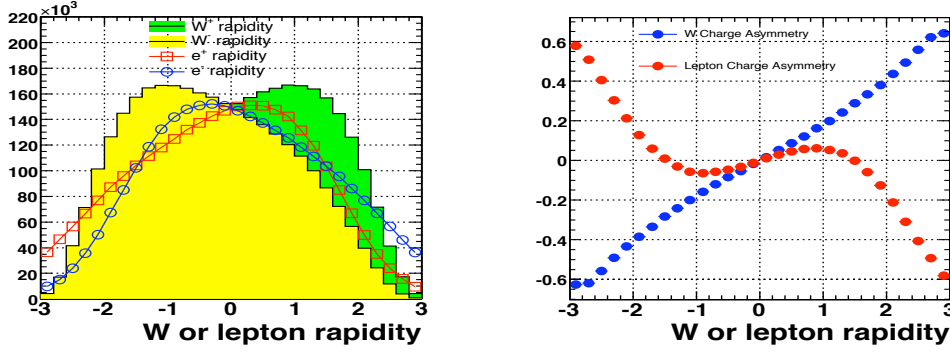 ×10³
220
200
180
160
140
120
100
80
60
40
20
0
W⁺ rapidity
W⁻ rapidity
e⁺ rapidity
e⁻ rapidity
-3 -2 -1 0 1 2 3
W or lepton rapidity
0.6
0.4
0.2
0
-0.2
-0.4
-0.6
W Charge Asymmetry
Lepton Charge Asymmetry
-3 -2 -1 0 1 2 3
W or lepton rapidity